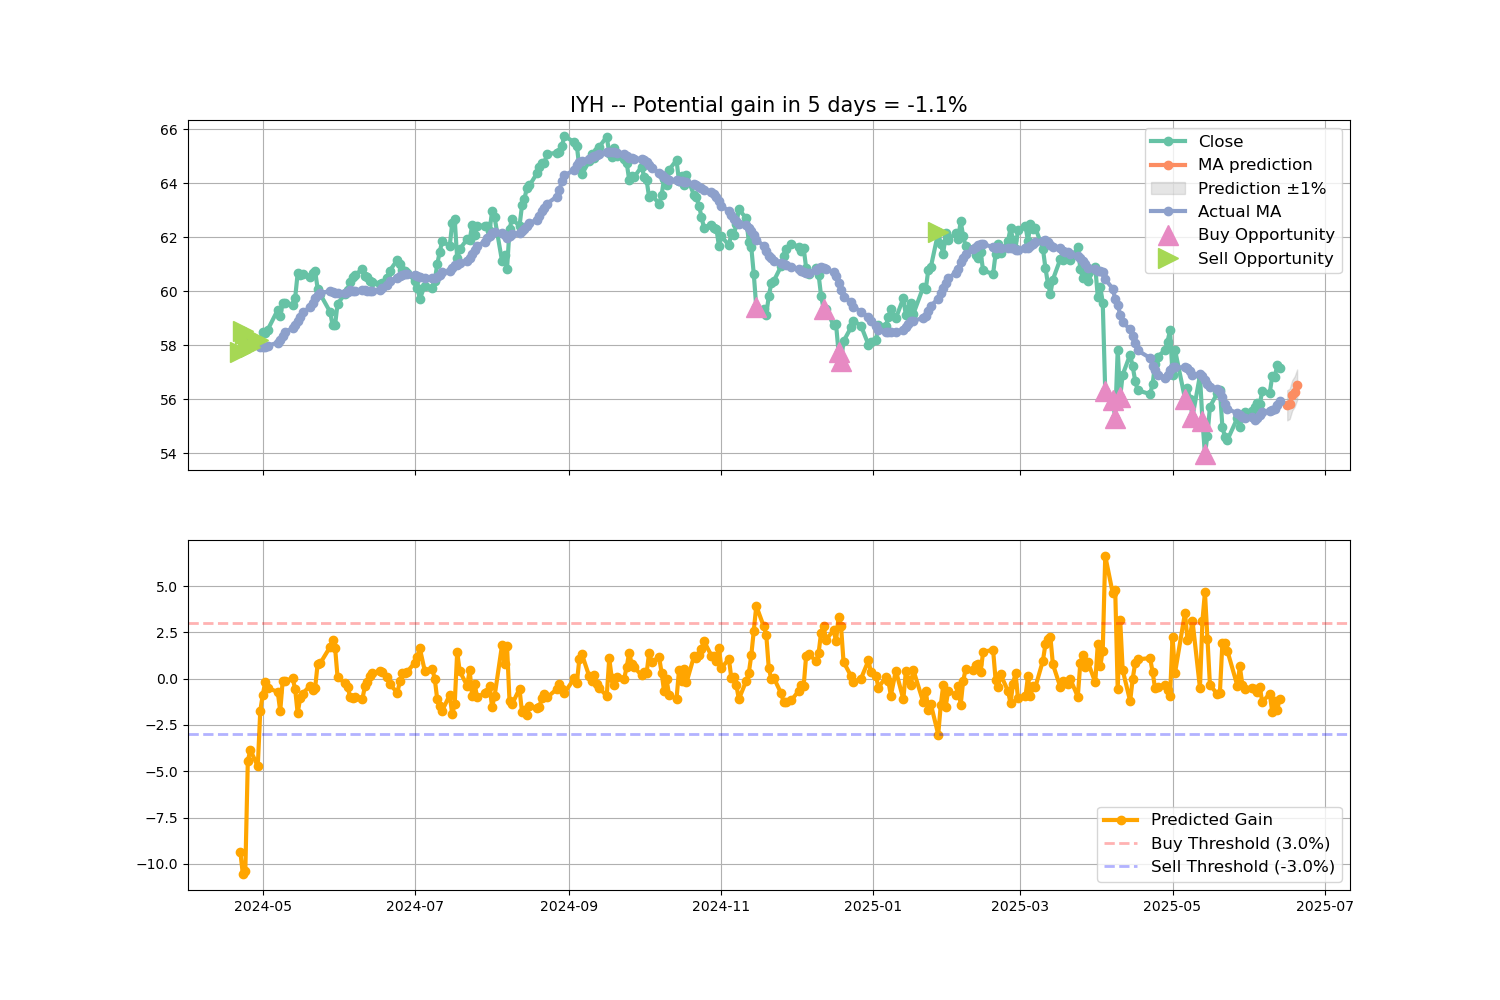 IYH -- Potential gain in 5 days = -1.1%
66
64
62
60
58
56
54
Close
MA prediction
Prediction ±1%
Actual MA
Buy Opportunity
Sell Opportunity
5.0
2.5
0.0
−2.5
−5.0
−7.5
−10.0
Predicted Gain
Buy Threshold (3.0%)
Sell Threshold (-3.0%)
2024-05
2024-07
2024-09
2024-11
2025-01
2025-03
2025-05
2025-07